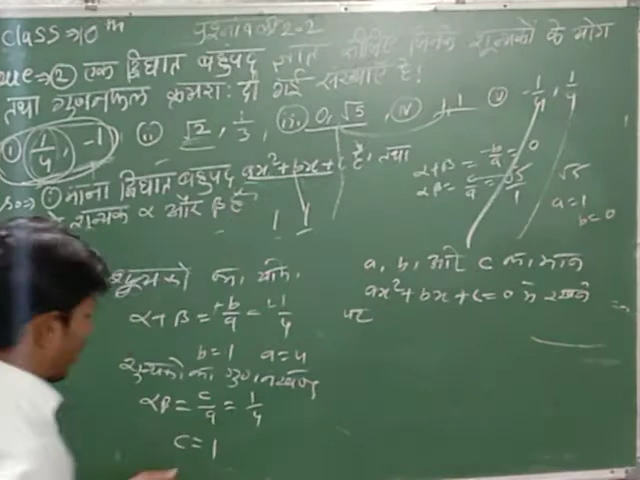 Class ⇒ 10th प्रश्नावली 2.2
Que ⇒ ② एक द्विघात बहुपद ज्ञात कीजिए जिनके शून्यकों के योग
तथा गुणनफल क्रमशः दी गई संख्याएँ है।
(i) 1/4, -1 (ii) √2, 1/3, (iii) 0, √5 (iv) 1, 1 (v) -1/4, 1/4
(i) माना द्विघात बहुपद ax²+bx+c है, तथा
शून्यक α और β है
α+β = -b/a = 0
αβ = c/a = √5/1
√5
a=1
b=0
शून्यकों का योग
α+β = -b/a = -1/4
b=1 a=4
शून्यकों का गुणनखण्ड
αβ = c/a = 1/4
c=1
a, b, और c का मान
ax²+bx+c=0 में रखने
पर